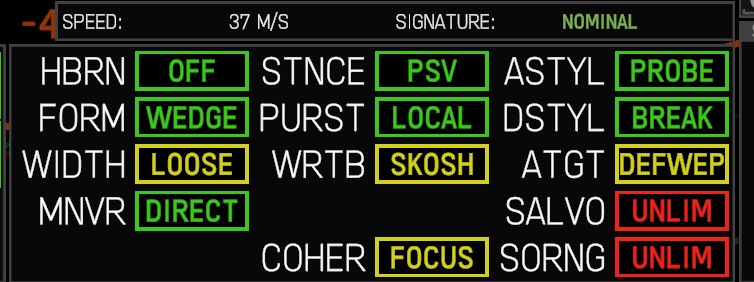 -4 SPEED: 37 M/S SIGNATURE: NOMINAL
HBRN OFF STNCE PSV ASTYL PROBE
FORM WEDGE PURST LOCAL DSTYL BREAK
WIDTH LOOSE WRTB SKOSH ATGT DEFWEP
MNVR DIRECT SALVO UNLIM
COHER FOCUS SORNG UNLIM